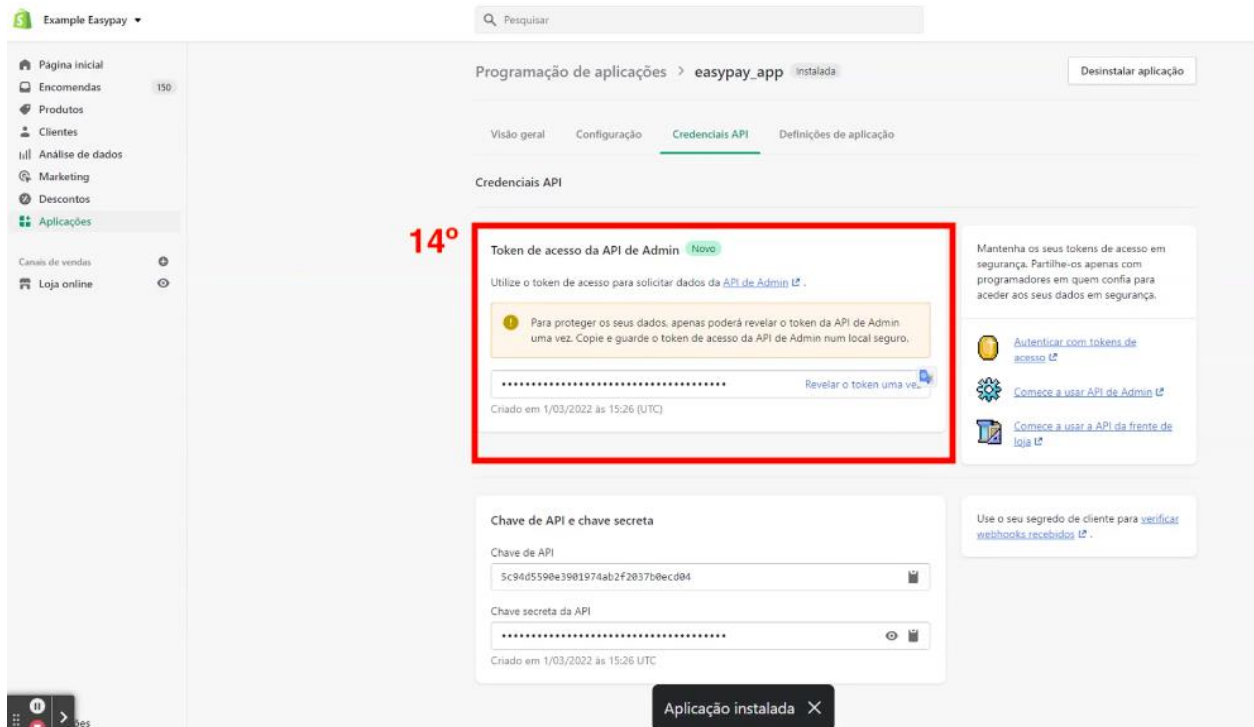 Example Easypay
Pesquisar
Página inicial
Encomendas 150
Produtos
Clientes
Análise de dados
Marketing
Descontos
Aplicações
Canais de vendas
Loja online
Programação de aplicações > easypay_app Instalada
Desinstalar aplicação
Visão geral Configuração Credenciais API Definições de aplicação
Credenciais API
14º
Token de acesso da API de Admin Novo
Utilize o token de acesso para solicitar dados da API de Admin .
Para proteger os seus dados, apenas poderá revelar o token da API de Admin
uma vez. Copie e guarde o token de acesso da API de Admin num local seguro.
•••••••••••••••••••••••••••••••••••••• Revelar o token uma
Criado em 1/03/2022 às 15:26 (UTC)
Mantenha os seus tokens de acesso em
segurança. Partilhe-os apenas com
programadores em quem confia para
aceder aos seus dados em segurança.
Autenticar com tokens de
acesso
Comece a usar API de Admin
Comece a usar a API da frente de
loja
Chave de API e chave secreta
Chave de API
5c94d5590e3901974ab2f2037b0ecd04
Chave secreta da API
••••••••••••••••••••••••••••••••••••••
Criado em 1/03/2022 às 15:26 UTC
Use o seu segredo de cliente para verificar
webhooks recebidos .
Aplicação instalada